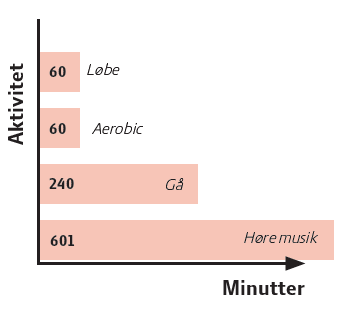 Aktivitet
60 Løbe
60 Aerobic
240 Gå
601 Høre musik
Minutter